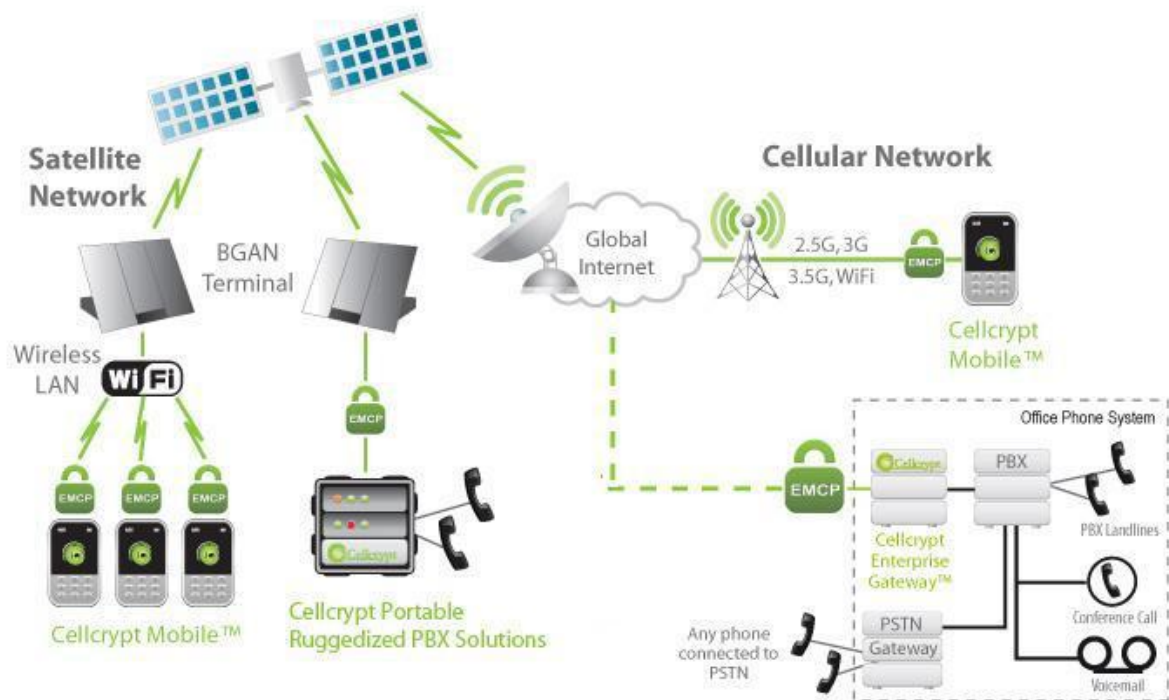 Satellite
Network
Cellular Network
BGAN
Terminal
Global
Internet
2.5G, 3G
3.5G, WiFi
EMCP
Cellcrypt
Mobile™
Wireless
LAN
Wi Fi
EMCP
EMCP
EMCP
EMCP
Cellcrypt
Cellcrypt Mobile™
Cellcrypt Portable
Ruggedized PBX Solutions
Office Phone System
EMCP
Cellcrypt
PBX
Cellcrypt
Enterprise
Gateway™
PBX Landlines
Conference Call
Voicemail
PSTN
Gateway
Any phone
connected to
PSTN